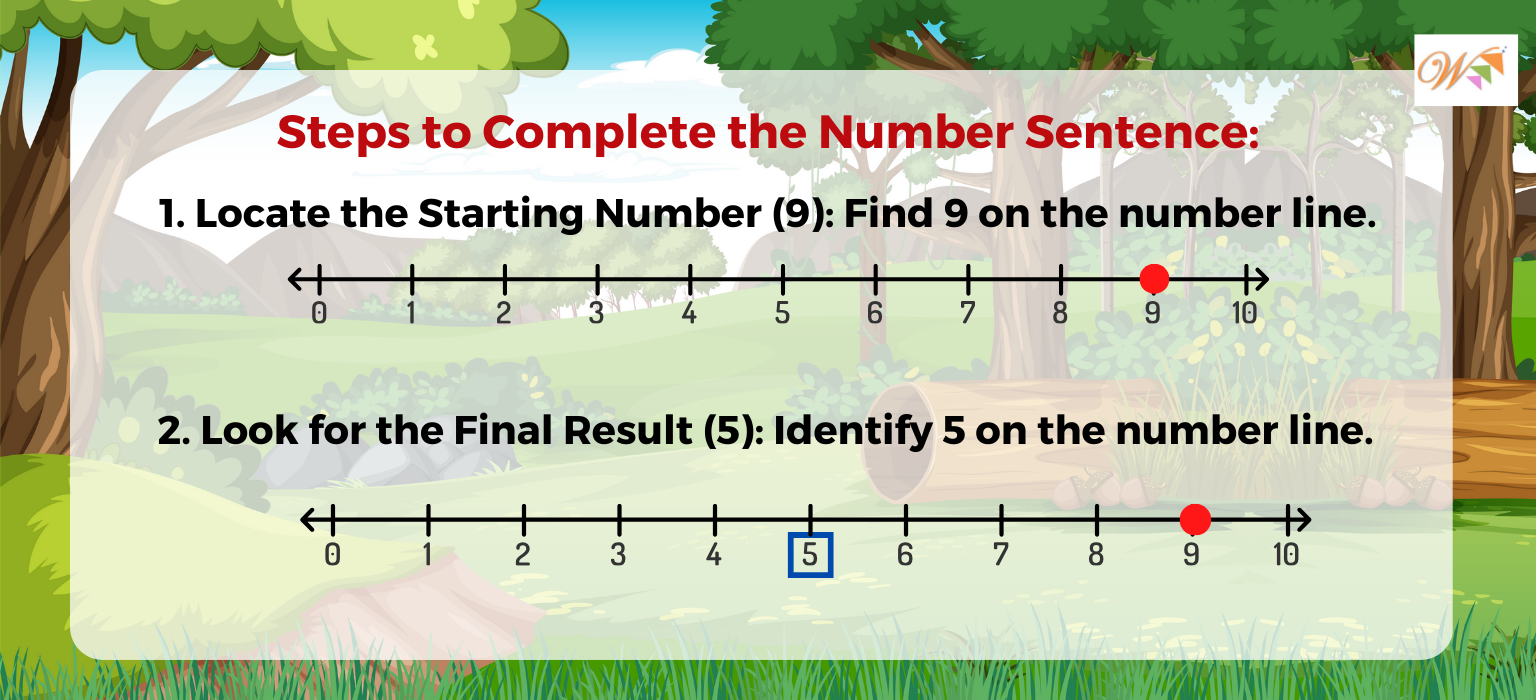 W
Steps to Complete the Number Sentence:
1. Locate the Starting Number (9): Find 9 on the number line.
0 1 2 3 4 5 6 7 8 9 10
2. Look for the Final Result (5): Identify 5 on the number line.
0 1 2 3 4 5 6 7 8 9 10